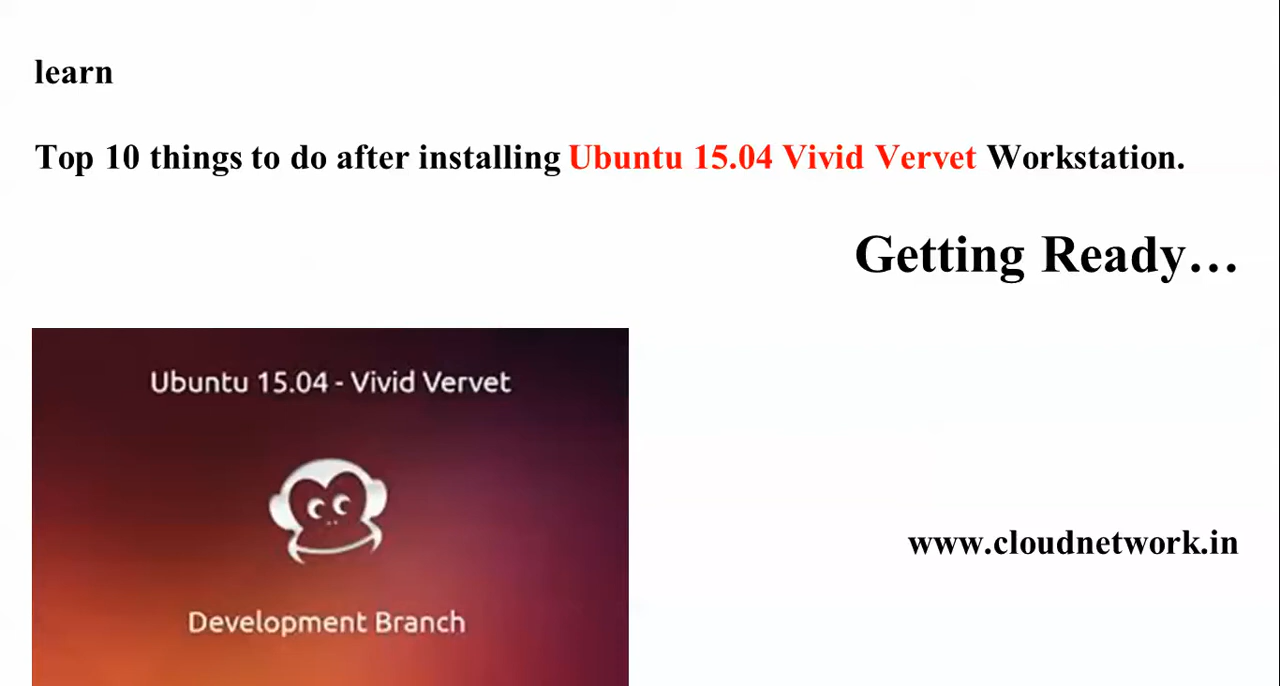 learn
Top 10 things to do after installing Ubuntu 15.04 Vivid Vervet Workstation.
Getting Ready…
Ubuntu 15.04 - Vivid Vervet
www.cloudnetwork.in
Development Branch